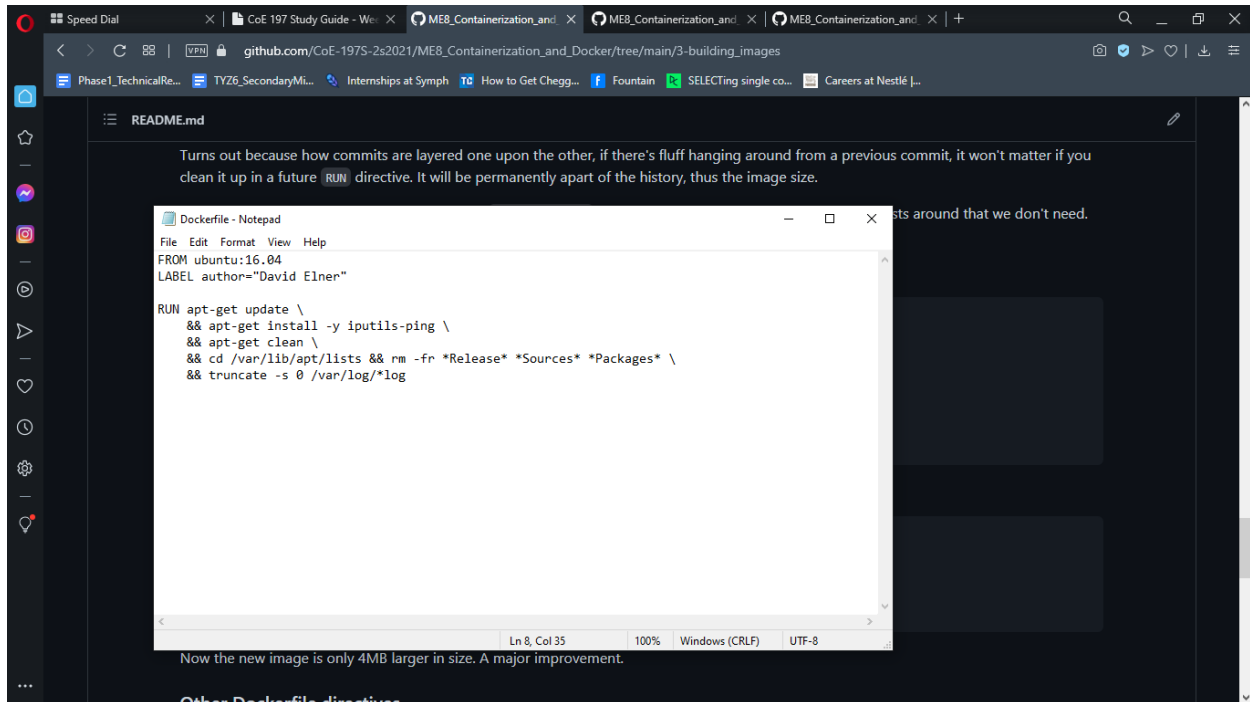 Speed Dial
CoE 197 Study Guide - We
ME8_Containerization_and_
ME8_Containerization_and_
ME8_Containerization_and_
VPN
github.com/CoE-197S-2s2021/ME8_Containerization_and_Docker/tree/main/3-building_images
Phase1_TechnicalRe...
TYZ6_SecondaryMi...
Internships at Symph
TC
How to Get Chegg...
Fountain
SELECTing single co...
Careers at Nestlé |...
README.md
Turns out because how commits are layered one upon the other, if there's fluff hanging around from a previous commit, it won't matter if you
clean it up in a future RUN directive. It will be permanently apart of the history, thus the image size.
sts around that we don't need.
Dockerfile - Notepad
File Edit Format View Help
FROM ubuntu:16.04
LABEL author="David Elner"
RUN apt-get update \
&& apt-get install -y iputils-ping \
&& apt-get clean \
&& cd /var/lib/apt/lists && rm -fr *Release* *Sources* *Packages* \
&& truncate -s 0 /var/log/*log
Ln 8, Col 35
100%
Windows (CRLF)
UTF-8
Now the new image is only 4MB larger in size. A major improvement.
Other Dockerfile directives